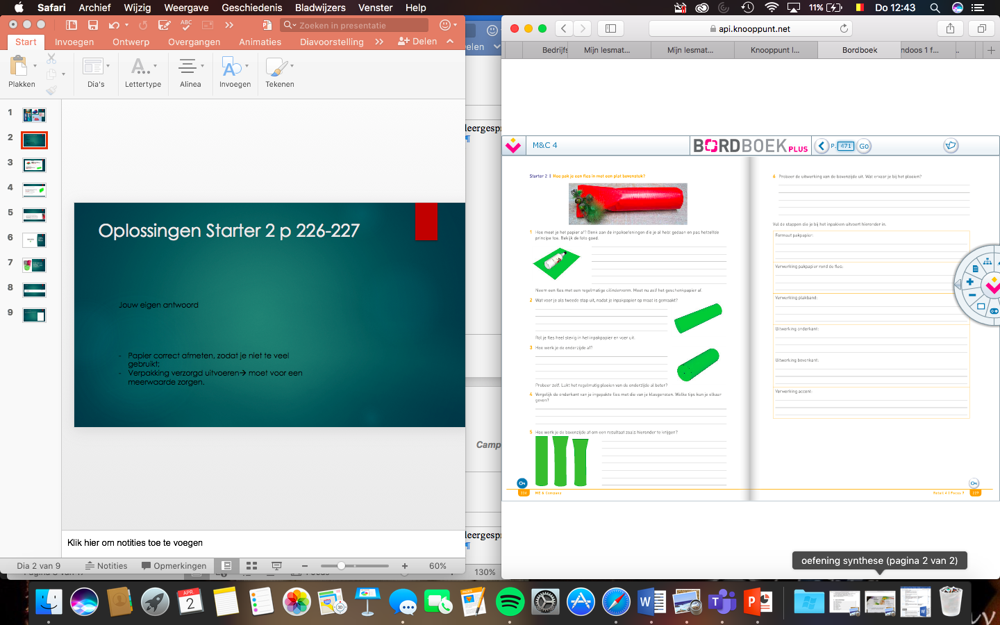 Safari Archief Wijzig Weergave Geschiedenis Bladwijzers Venster Help 11% Do 12:43
Zoeken in presentatie
Start Invoegen Ontwerp Overgangen Animaties Diavoorstelling Delen
Plakken Dia's Lettertype Alinea Invoegen Tekenen
1
2
3
4
5
6
7
8
9
Oplossingen Starter 2 p 226-227
Jouw eigen antwoord
- Papier correct afmeten, zodat je niet te veel
gebruikt;
- Verpakking verzorgd uitvoeren→ moet voor een
meerwaarde zorgen.
Klik hier om notities toe te voegen
Dia 2 van 9 Notities Opmerkingen 60%
elen
leergespr
¶
Camp
leergespr
¶
130%
api.knooppunt.net
Bedrijfs Mijn lesmat... Mijn lesmat... Knooppunt l... Bordboek ndoos 1 f...
M&C 4 BORDBOEK PLUS P. 471 Go
Starter 2 | Hoe pak je een fles in met een plat bovenstuk?
1 Hoe meet je het papier af? Denk aan de inpakoefeningen die je al hebt gedaan en pas hetzelfde
principe toe. Bekijk de foto goed.
Neem een fles met een regelmatige cilindervorm. Meet nu zelf het geschenkpapier af.
2 Wat voer je als tweede stap uit, nadat je inpakpapier op maat is gemaakt?
Rol je fles heel stevig in het inpakpapier en voer uit.
3 Hoe werk je de onderzijde af?
Probeer zelf. Lukt het regelmatig plooien van de onderzijde al beter?
4 Vergelijk de onderkant van je ingepakte fles met die van je klasgenoten. Welke tips kun je elkaar
geven?
5 Hoe werk je de bovenzijde af om een resultaat zoals hieronder te krijgen?
226 ME & Company
6 Probeer de uitwerking van de bovenzijde uit. Wat ervaar je bij het plooien?
Vul de stappen die je bij het inpakken uitvoert hieronder in.
Formaat pakpapier:
Verwerking pakpapier rond de fles:
Verwerking plakband:
Uitwerking onderkant:
Uitwerking bovenkant:
Verwerking accent:
Retail 4 | Focus 9 227
oefening synthese (pagina 2 van 2)
APR.
2